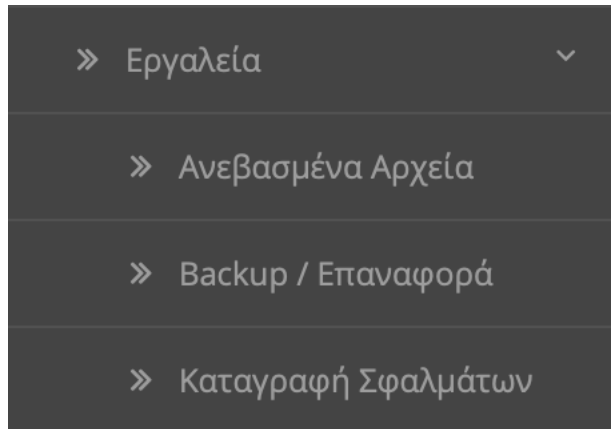 Εργαλεία
Ανεβασμένα Αρχεία
Backup / Επαναφορά
Καταγραφή Σφαλμάτων